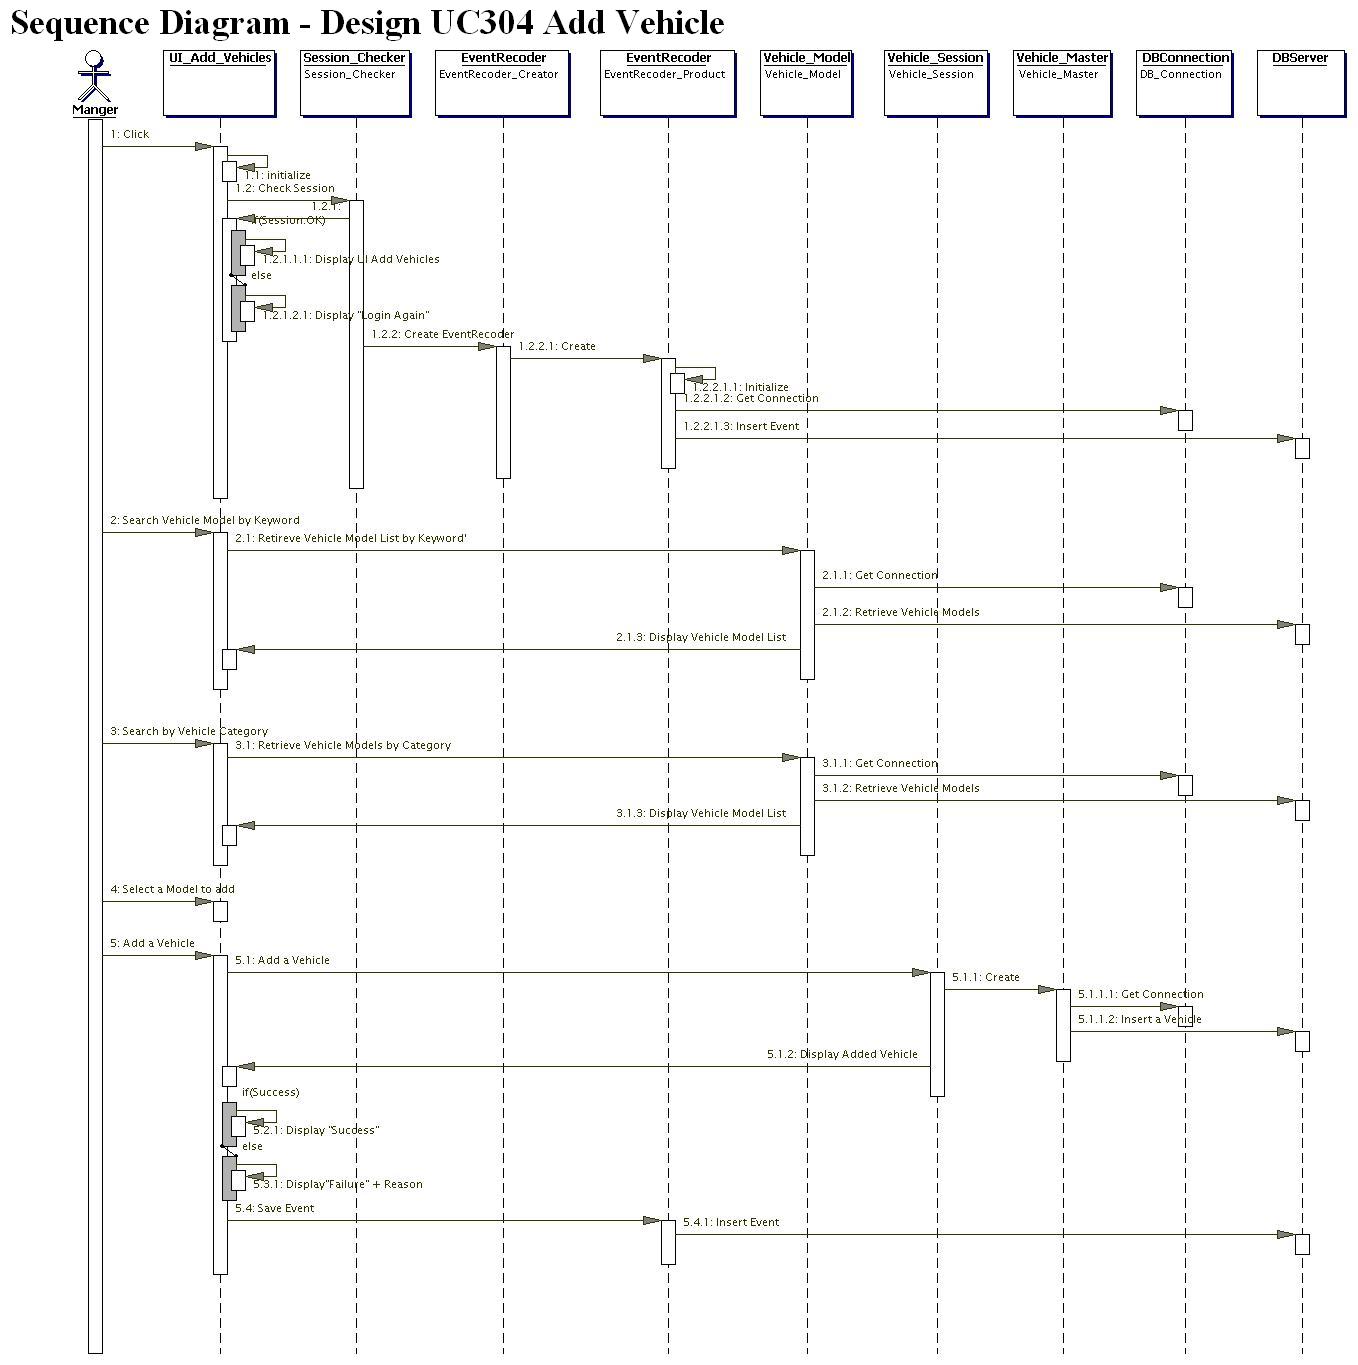 Sequence Diagram - Design UC304 Add Vehicle
Manger
UI_Add_Vehicles
Session_Checker
Session_Checker
EventRecoder
EventRecoder_Creator
EventRecoder
EventRecoder_Product
Vehicle_Model
Vehicle_Model
Vehicle_Session
Vehicle_Session
Vehicle_Master
Vehicle_Master
DBConnection
DB_Connection
DBServer
1: Click
1.1: initialize
1.2: Check Session
1.2.1:
if(Session.OK)
1.2.1.1.1: Display UI Add Vehicles
else
1.2.1.2.1: Display "Login Again"
1.2.2: Create EventRecoder
1.2.2.1: Create
1.2.2.1.1: Initialize
1.2.2.1.2: Get Connection
1.2.2.1.3: Insert Event
2: Search Vehicle Model by Keyword
2.1: Retireve Vehicle Model List by Keyword'
2.1.1: Get Connection
2.1.2: Retrieve Vehicle Models
2.1.3: Display Vehicle Model List
3: Search by Vehicle Category
3.1: Retrieve Vehicle Models by Category
3.1.1: Get Connection
3.1.2: Retrieve Vehicle Models
3.1.3: Display Vehicle Model List
4: Select a Model to add
5: Add a Vehicle
5.1: Add a Vehicle
5.1.1: Create
5.1.1.1: Get Connection
5.1.1.2: Insert a Vehicle
5.1.2: Display Added Vehicle
if(Success)
5.2.1: Display "Success"
else
5.3.1: Display"Failure" + Reason
5.4: Save Event
5.4.1: Insert Event